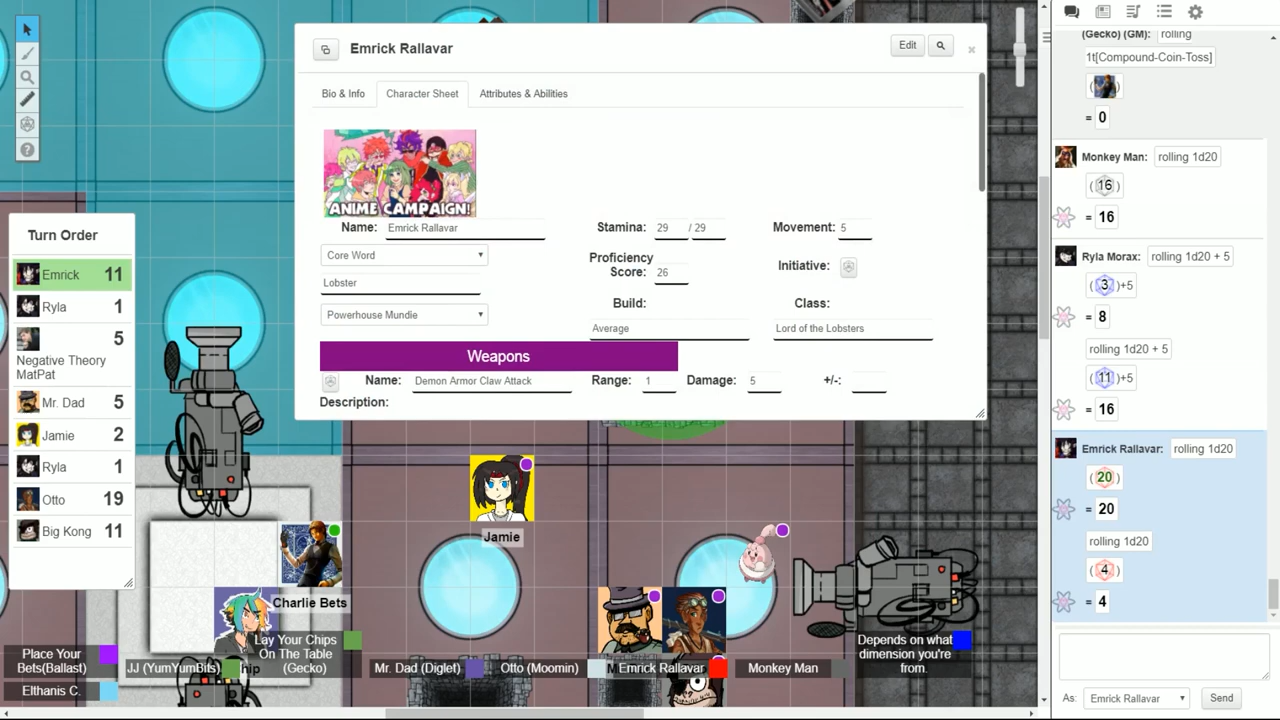 Emrick Rallavar
Edit
Bio & Info
Character Sheet
Attributes & Abilities
ANIME CAMPAIGN!
Name: Emrick Rallavar
Stamina: 29 / 29
Movement: 5
Core Word
Proficiency
Score: 26
Initiative:
Lobster
Build:
Class:
Powerhouse Mundie
Average
Lord of the Lobsters
Weapons
Name: Demon Armor Claw Attack
Range: 1
Damage: 5
+/-:
Description:
Turn Order
Emrick 11
Ryla 1
5
Negative Theory
MatPat
Mr. Dad 5
Jamie 2
Ryla 1
Otto 19
Big Kong 11
Jamie
Charlie Bets
Place Your
Bets(Ballast)
JJ (YumYumBits)
hip
Lay Your Chips
On The Table
(Gecko)
Mr. Dad (Diglet)
Otto (Moomin)
Emrick Rallavar
Monkey Man
Depends on what
dimension you're
from.
Elthanis C.
(Gecko) (GM): rolling
1t[Compound-Coin-Toss]
( )
= 0
Monkey Man: rolling 1d20
(16)
= 16
Ryla Morax: rolling 1d20 + 5
(3)+5
= 8
rolling 1d20 + 5
(11)+5
= 16
Emrick Rallavar: rolling 1d20
(20)
= 20
rolling 1d20
(4)
= 4
As: Emrick Rallavar
Send